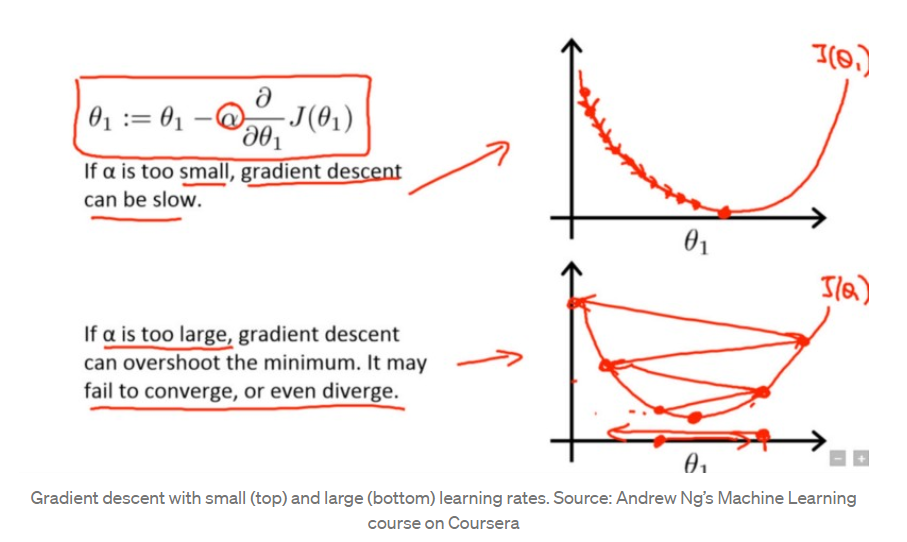 θ₁ := θ₁ − α ∂/∂θ₁ J(θ₁)
If α is too small, gradient descent
can be slow.
J(θ₁)
θ₁
If α is too large, gradient descent
can overshoot the minimum. It may
fail to converge, or even diverge.
J(θ₁)
θ₁
Gradient descent with small (top) and large (bottom) learning rates. Source: Andrew Ng’s Machine Learning
course on Coursera